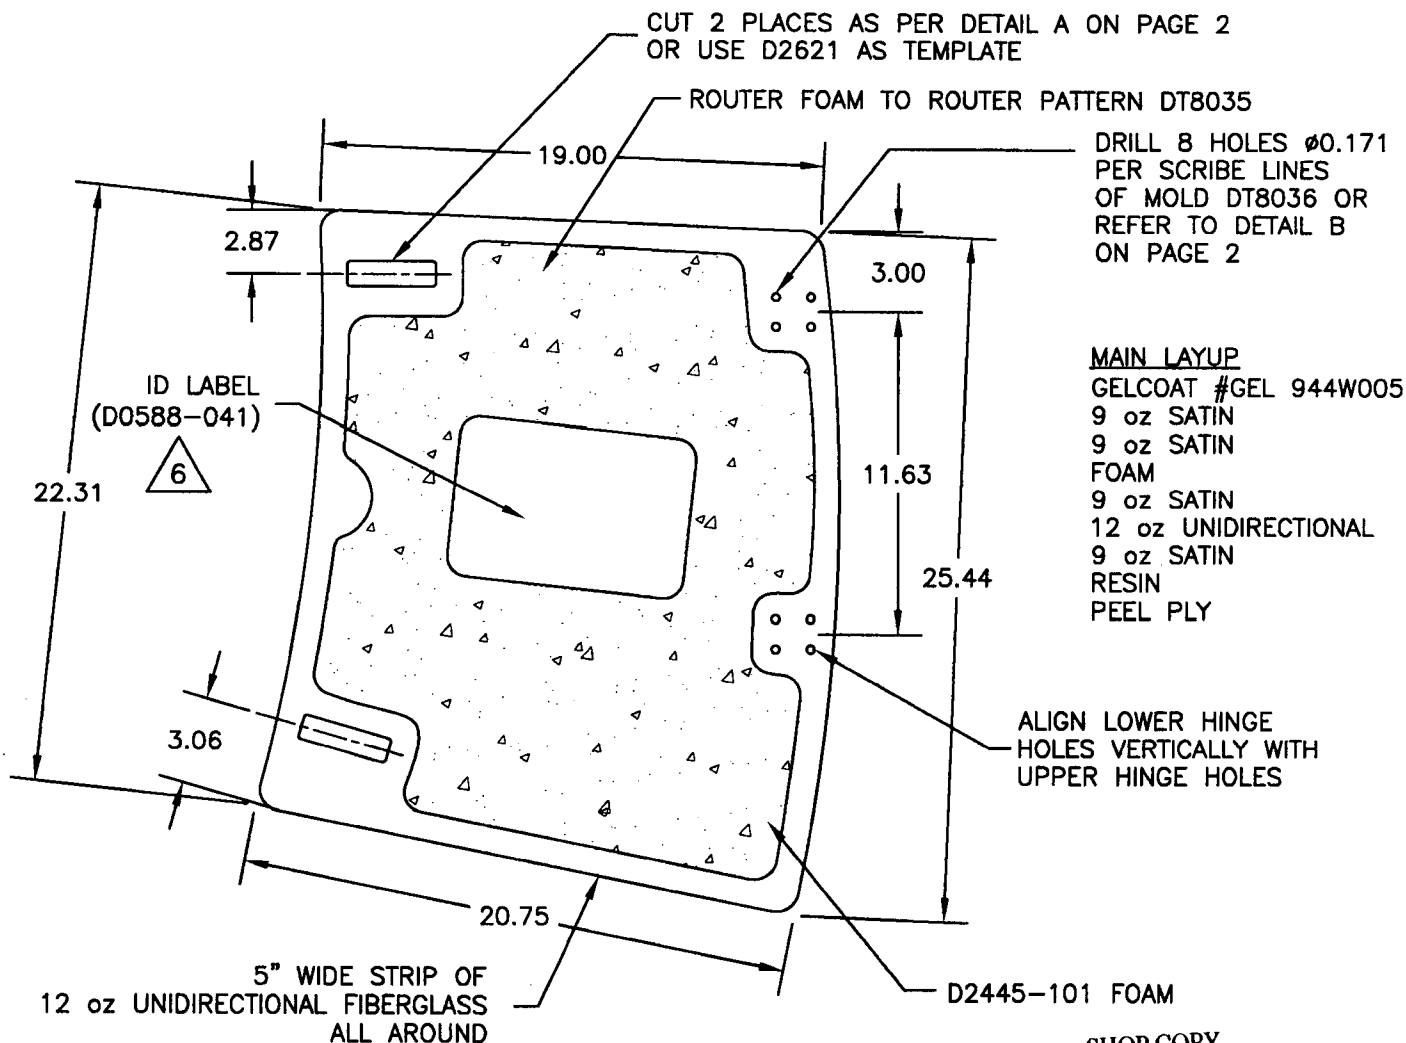 CUT 2 PLACES AS PER DETAIL A ON PAGE 2
OR USE D2621 AS TEMPLATE
ROUTER FOAM TO ROUTER PATTERN DT8035
DRILL 8 HOLES ø0.171
PER SCRIBE LINES
OF MOLD DT8036 OR
REFER TO DETAIL B
ON PAGE 2
19.00
2.87
3.00
MAIN LAYUP
GELCOAT #GEL 944W005
9 oz SATIN
9 oz SATIN
FOAM
9 oz SATIN
12 oz UNIDIRECTIONAL
9 oz SATIN
RESIN
PEEL PLY
ID LABEL
(D0588-041)
6
22.31
11.63
25.44
3.06
ALIGN LOWER HINGE
HOLES VERTICALLY WITH
UPPER HINGE HOLES
20.75
5" WIDE STRIP OF
12 oz UNIDIRECTIONAL FIBERGLASS
ALL AROUND
D2445-101 FOAM
SHOP COPY